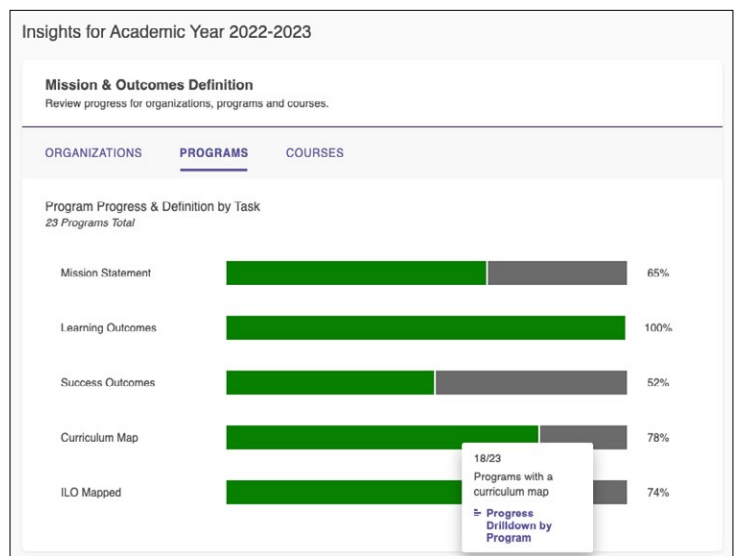 Insights for Academic Year 2022-2023
Mission & Outcomes Definition
Review progress for organizations, programs and courses.
ORGANIZATIONS PROGRAMS COURSES
Program Progress & Definition by Task
23 Programs Total
Mission Statement 65%
Learning Outcomes 100%
Success Outcomes 52%
Curriculum Map 78%
18/23
Programs with a
curriculum map
Progress
Drilldown by
Program
ILO Mapped 74%